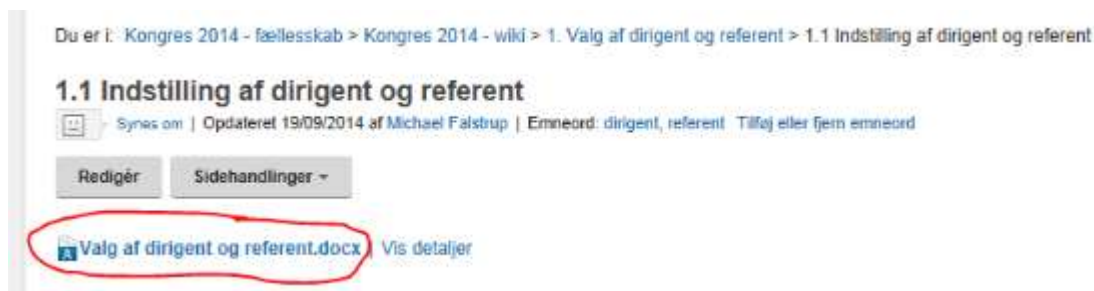 Du er i: Kongres 2014 - fællesskab > Kongres 2014 - wiki > 1. Valg af dirigent og referent > 1.1 Indstilling af dirigent og referent
1.1 Indstilling af dirigent og referent
Synes om | Opdateret 19/09/2014 af Michael Falstrup | Emneord: dirigent, referent Tilføj eller fjern emneord
Redigér Sidehandlinger
Valg af dirigent og referent.docx | Vis detaljer